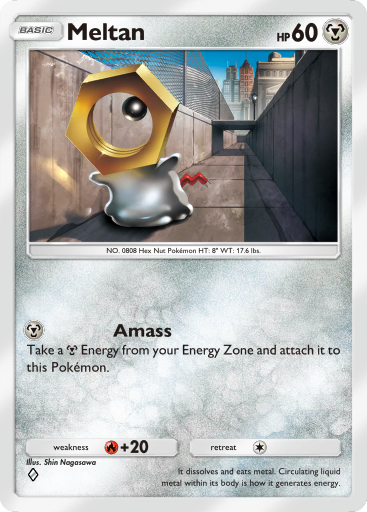 BASIC Meltan HP 60
NO. 0808 Hex Nut Pokémon HT: 8" WT: 17.6 lbs.
Amass
Take a Energy from your Energy Zone and attach it to
this Pokémon.
weakness +20 retreat
Illus. Shin Nagasawa
It dissolves and eats metal. Circulating liquid
metal within its body is how it generates energy.